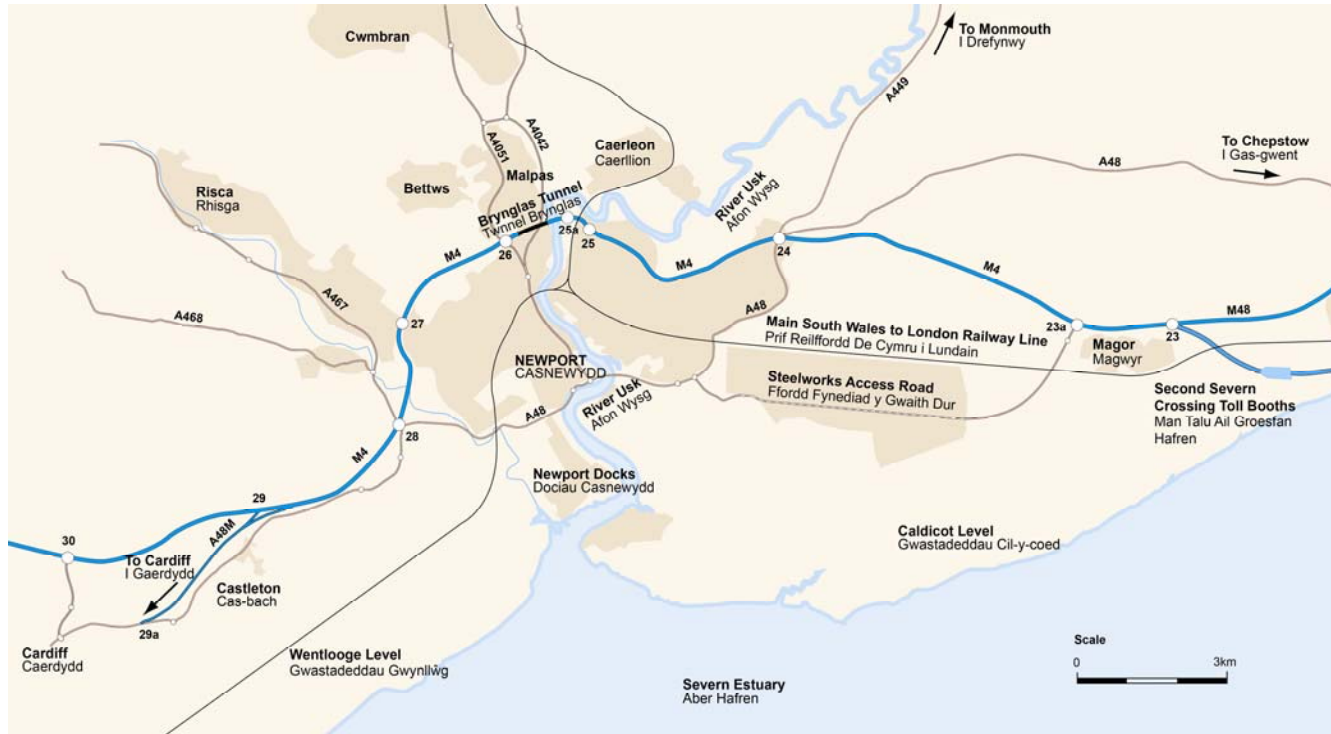 Cwmbran
To Monmouth
I Drefynwy
A449
A4051
A4042
Caerleon
Caerllion
To Chepstow
I Gas-gwent
A48
Malpas
Bettws
Risca
Rhisga
Brynglas Tunnel
Twnnel Brynglas
River Usk
Afon Wysg
25a
25
26
24
M4
M4
M4
A467
A468
27
A48
Main South Wales to London Railway Line
Prif Reilffordd De Cymru i Lundain
23a
M48
23
Magor
Magwyr
NEWPORT
CASNEWYDD
Steelworks Access Road
Ffordd Fynediad y Gwaith Dur
Second Severn
Crossing Toll Booths
Man Talu Ail Groesfan
Hafren
River Usk
Afon Wysg
A48
28
M4
Newport Docks
Dociau Casnewydd
29
A48M
30
Caldicot Level
Gwastadeddau Cil-y-coed
To Cardiff
I Gaerdydd
Castleton
Cas-bach
29a
Cardiff
Caerdydd
Wentlooge Level
Gwastadeddau Gwynllŵg
Severn Estuary
Aber Hafren
Scale
0
3km